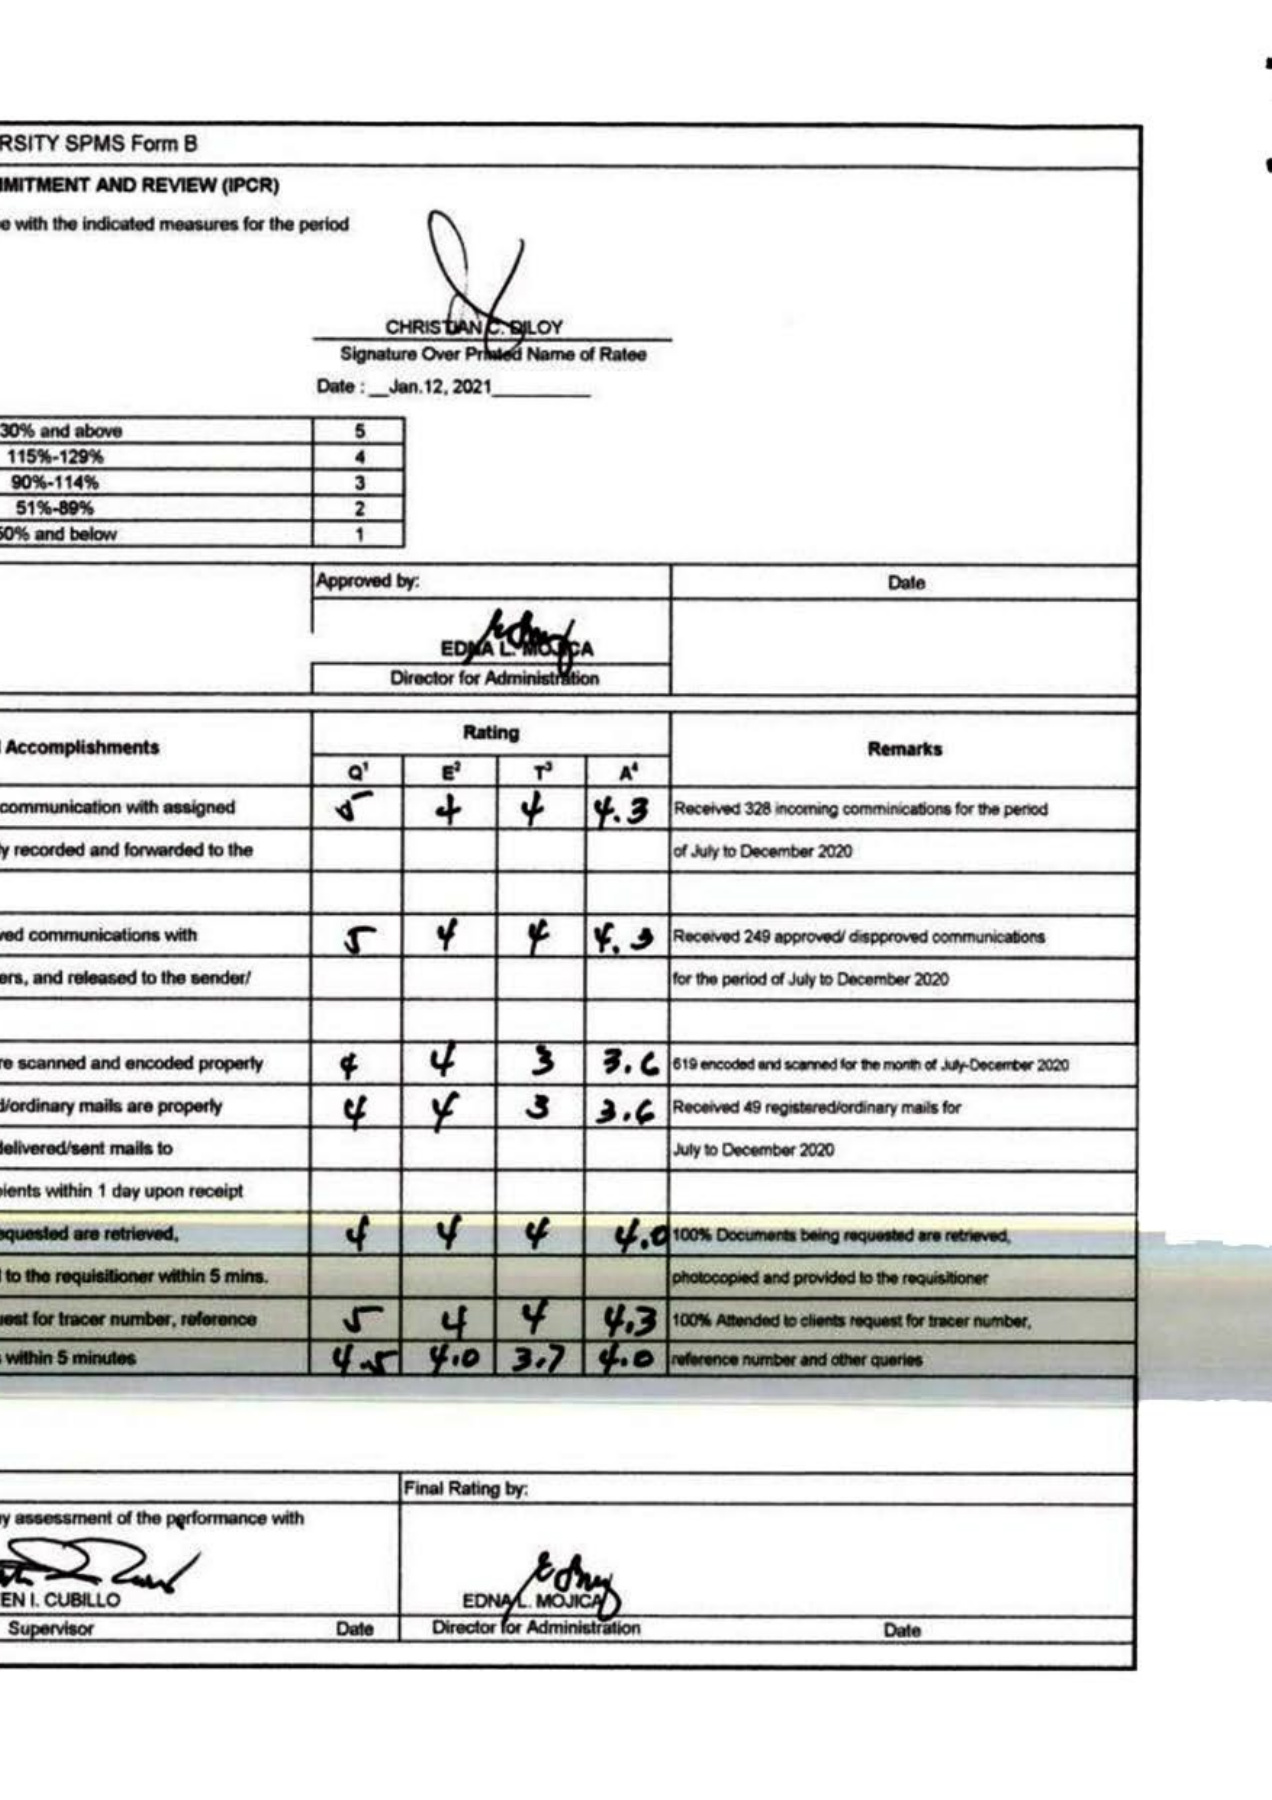 RSITY SPMS Form B
MITMENT AND REVIEW (IPCR)
e with the indicated measures for the period
CHRISTIAN C. DILOY
Signature Over Printed Name of Ratee
Date : __Jan.12, 2021__________
30% and above 5
115%-129% 4
90%-114% 3
51%-89% 2
50% and below 1
Approved by: Date
EDNA L. MOJICA
Director for Administration
Accomplishments Rating Remarks
Q¹ E² T³ A⁴
communication with assigned 5 4 4 4.3 Received 328 incoming comminications for the period
y recorded and forwarded to the of July to December 2020
ved communications with 5 4 4 4.3 Received 249 approved/ dispproved communications
ers, and released to the sender/ for the period of July to December 2020
re scanned and encoded properly 4 4 3 3.6 619 encoded and scanned for the month of July-December 2020
d/ordinary mails are properly 4 4 3 3.6 Received 49 registered/ordinary mails for
delivered/sent mails to July to December 2020
pients within 1 day upon receipt
equested are retrieved, 4 4 4 4.0 100% Documents being requested are retrieved,
l to the requisitioner within 5 mins. photocopied and provided to the requisitioner
uest for tracer number, reference 5 4 4 4.3 100% Attended to clients request for tracer number,
s within 5 minutes 4.5 4.0 3.7 4.0 reference number and other queries
Final Rating by:
y assessment of the performance with
EN I. CUBILLO EDNA L. MOJICA
Supervisor Date Director for Administration Date